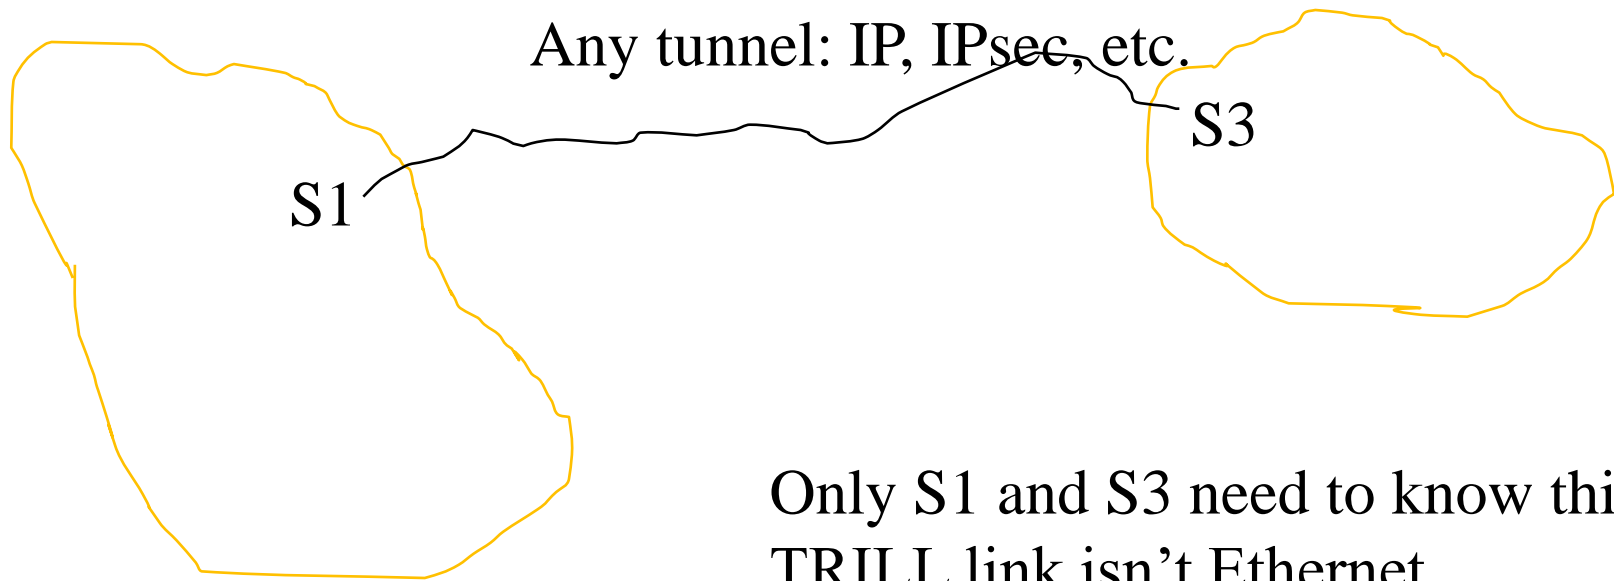 Any tunnel: IP, IPsec, etc.
S3
S1
Only S1 and S3 need to know thi
TRILL link isn’t Ethernet